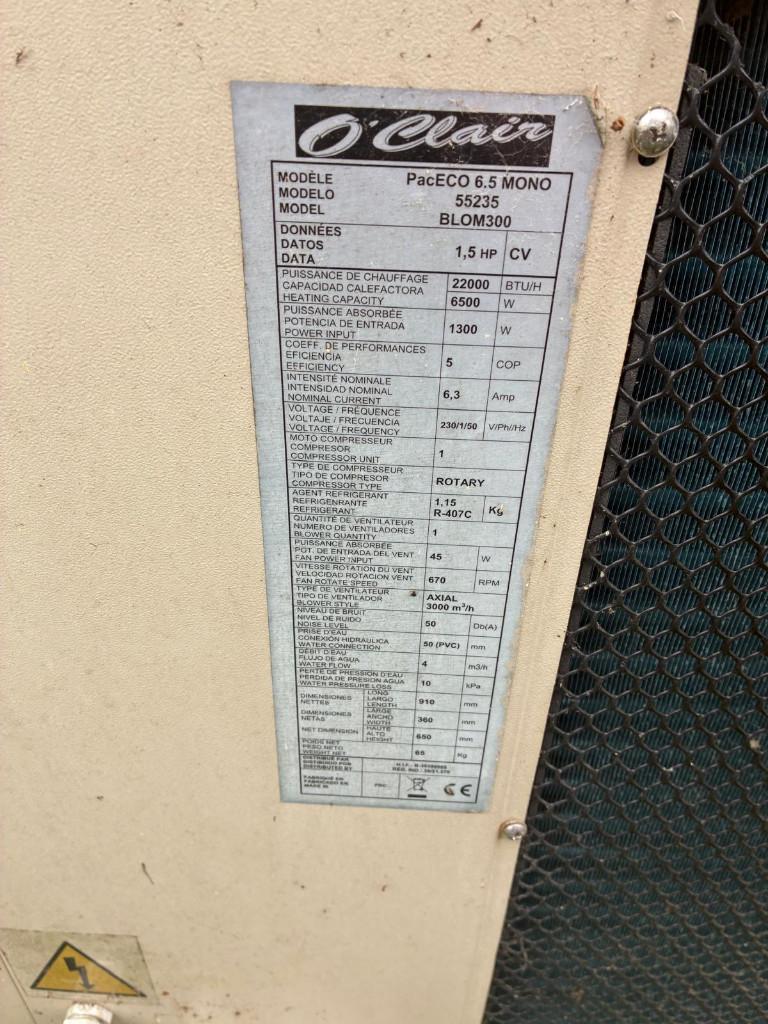 O'Clair
MODÈLE
MODELO
MODEL
PacECO 6.5 MONO
55235
BLOM300
DONNÉES
DATOS
DATA
1,5 HP CV
PUISSANCE DE CHAUFFAGE
CAPACIDAD CALEFACTORA
HEATING CAPACITY
22000 BTU/H
6500 W
PUISSANCE ABSORBÉE
POTENCIA DE ENTRADA
POWER INPUT
1300 W
COEFF. DE PERFORMANCES
EFICIENCIA
EFFICIENCY
5 COP
INTENSITÉ NOMINALE
INTENSIDAD NOMINAL
NOMINAL CURRENT
6,3 Amp
VOLTAGE / FRÉQUENCE
VOLTAJE / FRECUENCIA
VOLTAGE / FREQUENCY
230/1/50 V/Ph//Hz
MOTO COMPRESSEUR
COMPRESOR
COMPRESSOR UNIT
1
TYPE DE COMPRESSEUR
TIPO DE COMPRESOR
COMPRESSOR TYPE
ROTARY
AGENT REFRIGERANT
REFRIGENRANTE
REFRIGERANT
1,15 Kg
R-407C
QUANTITÉ DE VENTILATEUR
NUMERO DE VENTILADORES
BLOWER QUANTITY
1
PUISSANCE ABSORBÉE
POT. DE ENTRADA DEL VENT
FAN POWER INPUT
45 W
VITESSE ROTATION DU VENT
VELOCIDAD ROTACION VENT
FAN ROTATE SPEED
670 RPM
TYPE DE VENTILATEUR
TIPO DE VENTILADOR
BLOWER STYLE
AXIAL
3000 m³/h
NIVEAU DE BRUIT
NIVEL DE RUIDO
NOISE LEVEL
50 Db(A)
PRISE D'EAU
CONEXIÓN HIDRAULICA
WATER CONNECTION
50 (PVC) mm
DÉBIT D'EAU
FLUJO DE AGUA
WATER FLOW
4 m3/h
PERTE DE PRESSION D'EAU
PERDIDA DE PRESION AGUA
WATER PRESSURE LOSS
10 kPa
DIMENSIONES
NETTES
DIMENSIONES
NETAS
NET DIMENSION
LONG
LARGO
LENGTH
910 mm
LARGE
ANCHO
WIDTH
360 mm
HAUTE
ALTO
HEIGHT
650 mm
POIDS NET
PESO NETO
WEIGHT NET
65 Kg
DISTRIBUÉ PAR
DISTRIBUIDO POR
DISTRIBUTED BY
FABRIQUÉ EN
FABRICADO EN
MADE IN
PRC
CE